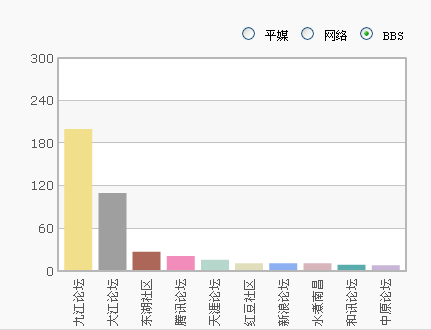 平媒 网络 BBS
300
240
180
120
60
0
九江论坛
大江论坛
东湖社区
腾讯论坛
天涯论坛
红豆社区
新浪论坛
水煮南昌
和讯论坛
中原论坛